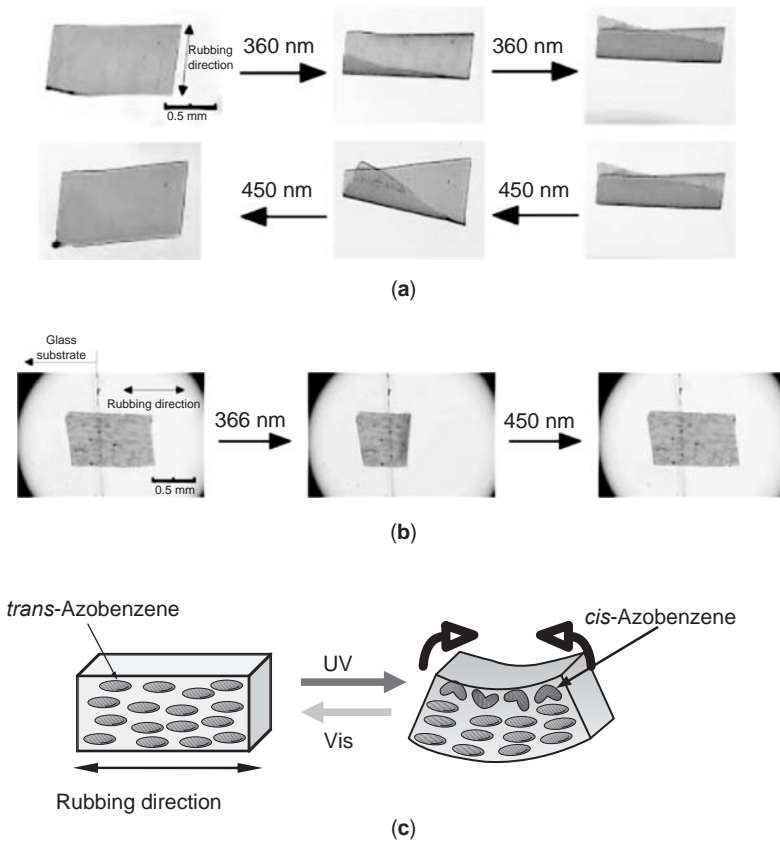 360 nm
360 nm
Rubbing
direction
0.5 mm
450 nm
450 nm
(a)
Glass
substrate
Rubbing direction
366 nm
450 nm
0.5 mm
(b)
trans-Azobenzene
cis-Azobenzene
UV
Vis
Rubbing direction
(c)